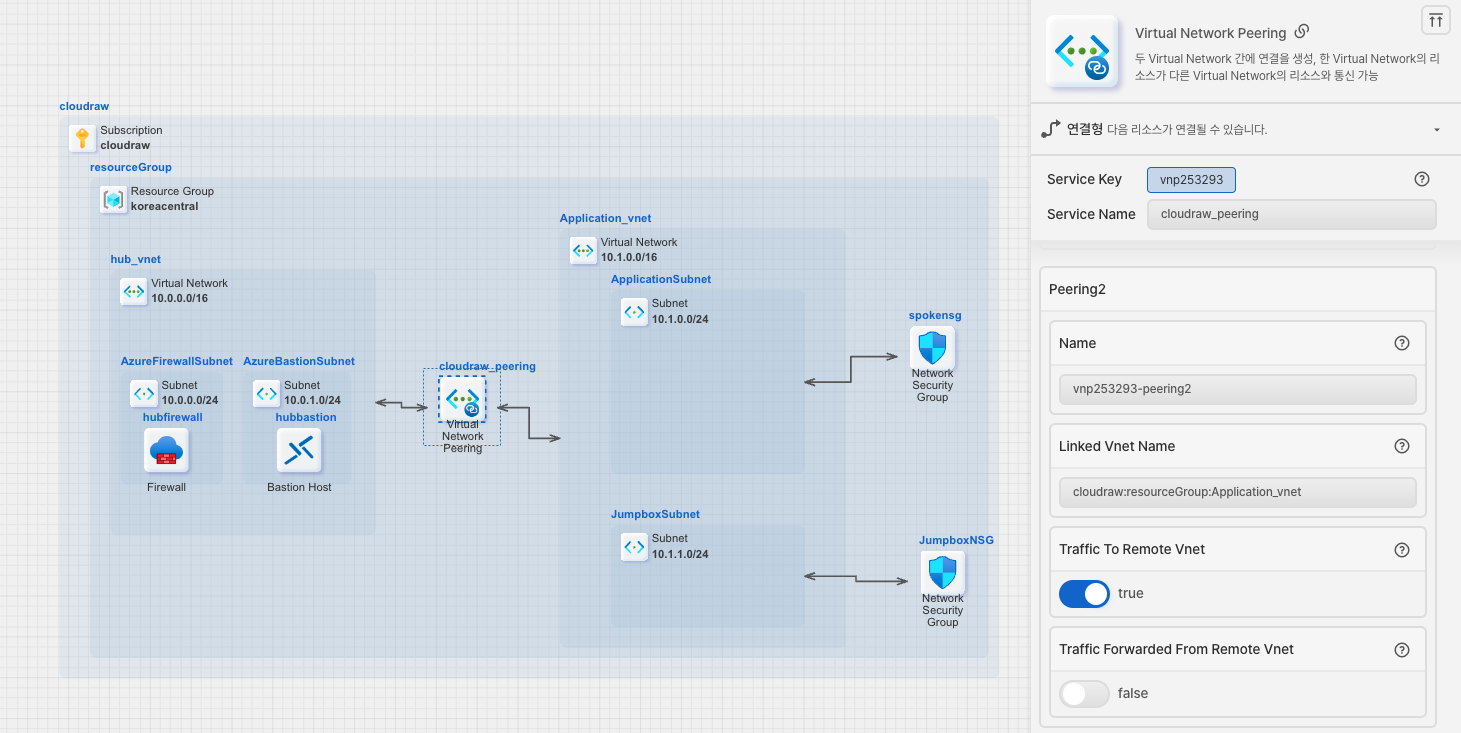 cloudraw
Subscription
cloudraw
resourceGroup
Resource Group
koreacentral
hub_vnet
Virtual Network
10.0.0.0/16
AzureFirewallSubnet
Subnet
10.0.0.0/24
hubfirewall
Firewall
AzureBastionSubnet
Subnet
10.0.1.0/24
hubbastion
Bastion Host
cloudraw_peering
Virtual
Network
Peering
Application_vnet
Virtual Network
10.1.0.0/16
ApplicationSubnet
Subnet
10.1.0.0/24
spokensg
Network
Security
Group
JumpboxSubnet
Subnet
10.1.1.0/24
JumpboxNSG
Network
Security
Group
Virtual Network Peering
두 Virtual Network 간에 연결을 생성, 한 Virtual Network의 리
소스가 다른 Virtual Network의 리소스와 통신 가능
연결형 다음 리소스가 연결될 수 있습니다.
Service Key vnp253293
Service Name cloudraw_peering
Peering2
Name
vnp253293-peering2
Linked Vnet Name
cloudraw:resourceGroup:Application_vnet
Traffic To Remote Vnet
true
Traffic Forwarded From Remote Vnet
false